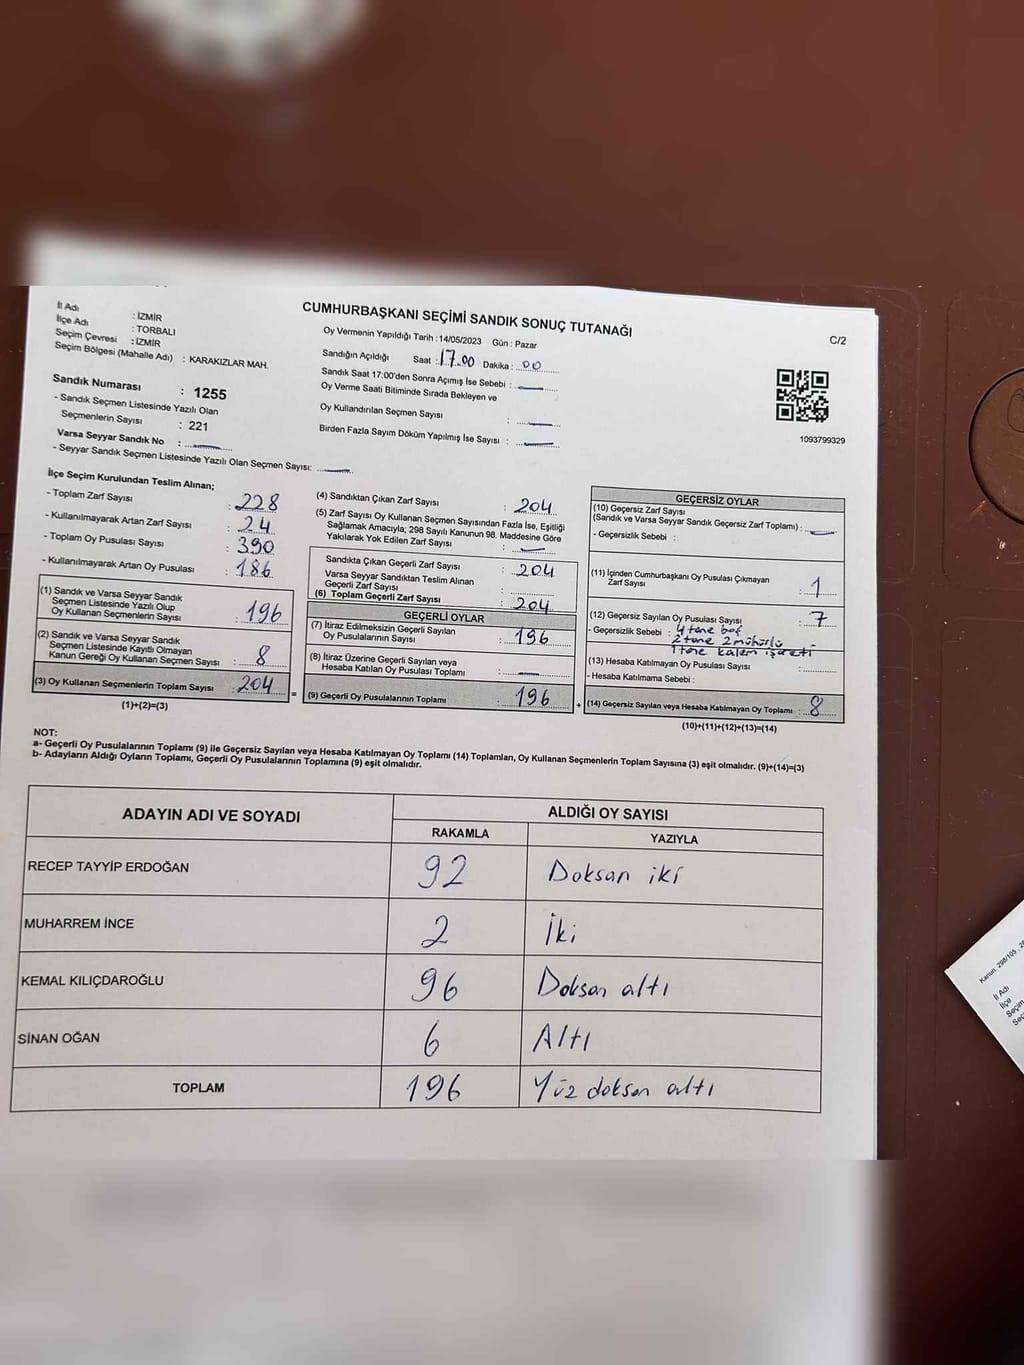 CUMHURBAŞKANI SEÇİMİ SANDIK SONUÇ TUTANAĞI
C/2
İl Adı : İZMİR
İlçe Adı : TORBALI
Seçim Çevresi : İZMİR
Seçim Bölgesi (Mahalle Adı) : KARAKIZLAR MAH.
Sandık Numarası : 1255
- Sandık Seçmen Listesinde Yazılı Olan
Seçmenlerin Sayısı : 221
Varsa Seyyar Sandık No :
- Seyyar Sandık Seçmen Listesinde Yazılı Olan Seçmen Sayısı:
Oy Vermenin Yapıldığı Tarih :14/05/2023 Gün : Pazar
Sandığın Açıldığı Saat : 17.00 Dakika : 00
Sandık Saat 17:00'den Sonra Açımış İse Sebebi :
Oy Verme Saati Bitiminde Sırada Bekleyen ve
Oy Kullandırılan Seçmen Sayısı :
Birden Fazla Sayım Döküm Yapılmış İse Sayısı :
1093799329
İlçe Seçim Kurulundan Teslim Alınan;
- Toplam Zarf Sayısı : 228
- Kullanılmayarak Artan Zarf Sayısı : 24
- Toplam Oy Pusulası Sayısı : 390
- Kullanılmayarak Artan Oy Pusulası : 186
(1) Sandık ve Varsa Seyyar Sandık
Seçmen Listesinde Yazılı Olup
Oy Kullanan Seçmenlerin Sayısı : 196
(2) Sandık ve Varsa Seyyar Sandık
Seçmen Listesinde Kayıtlı Olmayan
Kanun Gereği Oy Kullanan Seçmen Sayısı : 8
(3) Oy Kullanan Seçmenlerin Toplam Sayısı : 204 =
(1)+(2)=(3)
(4) Sandıktan Çıkan Zarf Sayısı : 204
(5) Zarf Sayısı Oy Kullanan Seçmen Sayısından Fazla İse, Eşitliği
Sağlamak Amacıyla; 298 Sayılı Kanunun 98. Maddesine Göre
Yakılarak Yok Edilen Zarf Sayısı :
Sandıkta Çıkan Geçerli Zarf Sayısı : 204
Varsa Seyyar Sandıktan Teslim Alınan
Geçerli Zarf Sayısı :
(6) Toplam Geçerli Zarf Sayısı : 204
GEÇERLİ OYLAR
(7) İtiraz Edilmeksizin Geçerli Sayılan
Oy Pusulalarının Sayısı : 196
(8) İtiraz Üzerine Geçerli Sayılan veya
Hesaba Katılan Oy Pusulası Toplamı :
(9) Geçerli Oy Pusulalarının Toplamı : 196 +
GEÇERSİZ OYLAR
(10) Geçersiz Zarf Sayısı
(Sandık ve Varsa Seyyar Sandık Geçersiz Zarf Toplamı) :
- Geçersizlik Sebebi :
(11) İçinden Cumhurbaşkanı Oy Pusulası Çıkmayan
Zarf Sayısı : 1
(12) Geçersiz Sayılan Oy Pusulası Sayısı : 7
- Geçersizlik Sebebi : 4 tane boş
2 tane 2 mühürlü
1 tane kalem işareti
(13) Hesaba Katılmayan Oy Pusulası Sayısı :
- Hesaba Katılmama Sebebi :
(14) Geçersiz Sayılan veya Hesaba Katılmayan Oy Toplamı : 8
(10)+(11)+(12)+(13)=(14)
NOT:
a- Geçerli Oy Pusulalarının Toplamı (9) ile Geçersiz Sayılan veya Hesaba Katılmayan Oy Toplamı (14) Toplamları, Oy Kullanan Seçmenlerin Toplam Sayısına (3) eşit olmalıdır. (9)+(14)=(3)
b- Adayların Aldığı Oyların Toplamı, Geçerli Oy Pusulalarının Toplamına (9) eşit olmalıdır.
ADAYIN ADI VE SOYADI ALDIĞI OY SAYISI
RAKAMLA YAZIYLA
RECEP TAYYİP ERDOĞAN 92 Doksan iki
MUHARREM İNCE 2 İki
KEMAL KILIÇDAROĞLU 96 Doksan altı
SİNAN OĞAN 6 Altı
TOPLAM 196 Yüz doksan altı
Kanun. 298/105
İl Adı
İlçe
Seçim